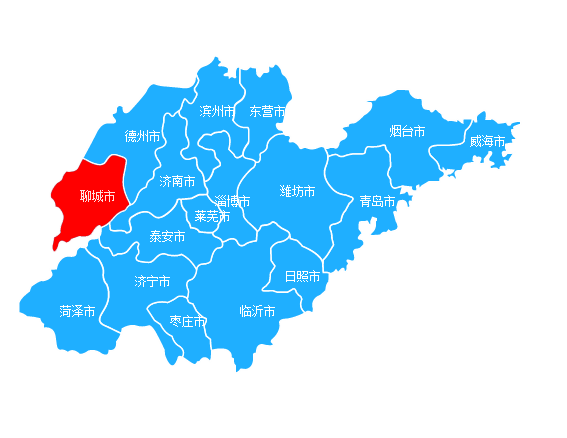 滨州市
东营市
德州市
烟台市
威海市
济南市
聊城市
潍坊市
淄博市
青岛市
莱芜市
泰安市
日照市
济宁市
菏泽市
临沂市
枣庄市